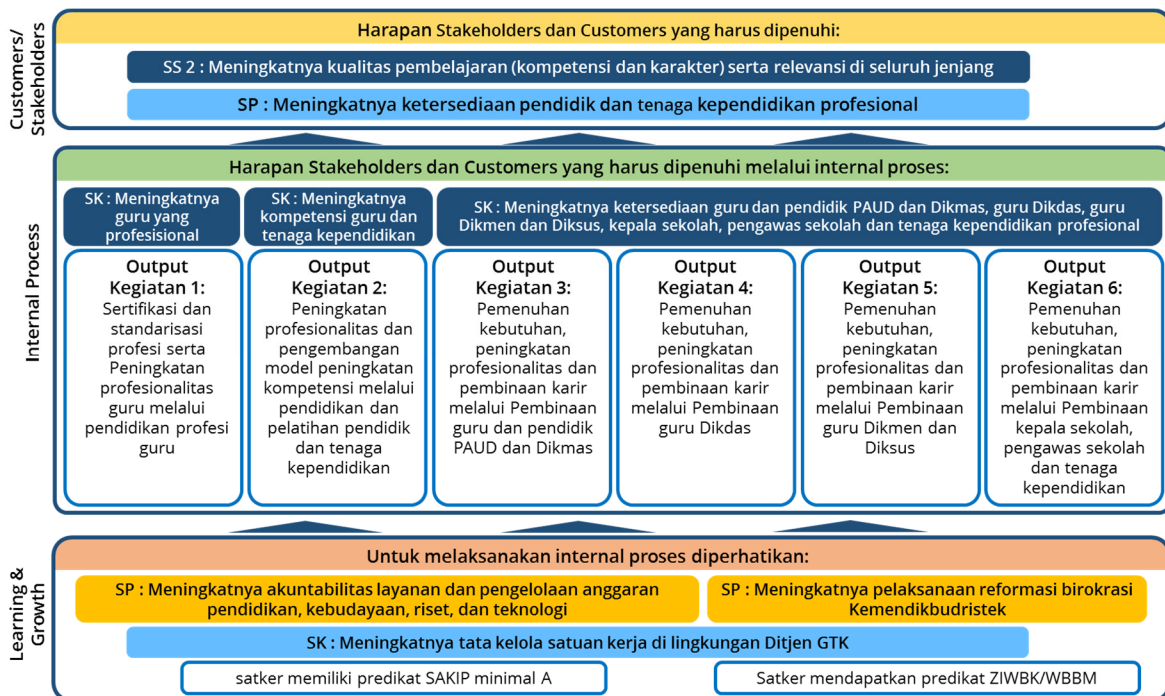 Customers/
Stakeholders
Harapan Stakeholders dan Customers yang harus dipenuhi:
SS 2 : Meningkatnya kualitas pembelajaran (kompetensi dan karakter) serta relevansi di seluruh jenjang
SP : Meningkatnya ketersediaan pendidik dan tenaga kependidikan profesional
Internal Process
Harapan Stakeholders dan Customers yang harus dipenuhi melalui internal proses:
SK : Meningkatnya
guru yang
profesisional
SK : Meningkatnya
kompetensi guru dan
tenaga kependidikan
SK : Meningkatnya ketersediaan guru dan pendidik PAUD dan Dikmas, guru Dikdas, guru
Dikmen dan Diksus, kepala sekolah, pengawas sekolah dan tenaga kependidikan profesional
Output
Kegiatan 1:
Sertifikasi dan
standarisasi
profesi serta
Peningkatan
profesionalitas
guru melalui
pendidikan profesi
guru
Output
Kegiatan 2:
Peningkatan
profesionalitas dan
pengembangan
model peningkatan
kompetensi melalui
pendidikan dan
pelatihan pendidik
dan tenaga
kependidikan
Output
Kegiatan 3:
Pemenuhan
kebutuhan,
peningkatan
profesionalitas dan
pembinaan karir
melalui Pembinaan
guru dan pendidik
PAUD dan Dikmas
Output
Kegiatan 4:
Pemenuhan
kebutuhan,
peningkatan
profesionalitas dan
pembinaan karir
melalui Pembinaan
guru Dikdas
Output
Kegiatan 5:
Pemenuhan
kebutuhan,
peningkatan
profesionalitas dan
pembinaan karir
melalui Pembinaan
guru Dikmen dan
Diksus
Output
Kegiatan 6:
Pemenuhan
kebutuhan,
peningkatan
profesionalitas dan
pembinaan karir
melalui Pembinaan
kepala sekolah,
pengawas sekolah
dan tenaga
kependidikan
Learning &
Growth
Untuk melaksanakan internal proses diperhatikan:
SP : Meningkatnya akuntabilitas layanan dan pengelolaan anggaran
pendidikan, kebudayaan, riset, dan teknologi
SP : Meningkatnya pelaksanaan reformasi birokrasi
Kemendikbudristek
SK : Meningkatnya tata kelola satuan kerja di lingkungan Ditjen GTK
satker memiliki predikat SAKIP minimal A
Satker mendapatkan predikat ZIWBK/WBBM